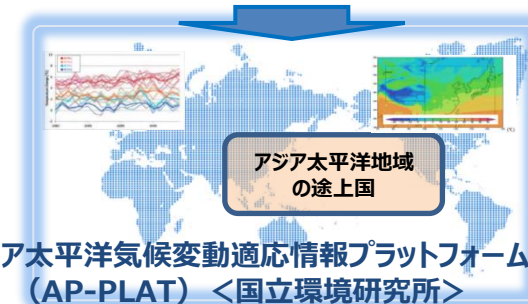 アジア太平洋地域
の途上国
ア太平洋気候変動適応情報プラットフォーム
（AP-PLAT）＜国立環境研究所＞